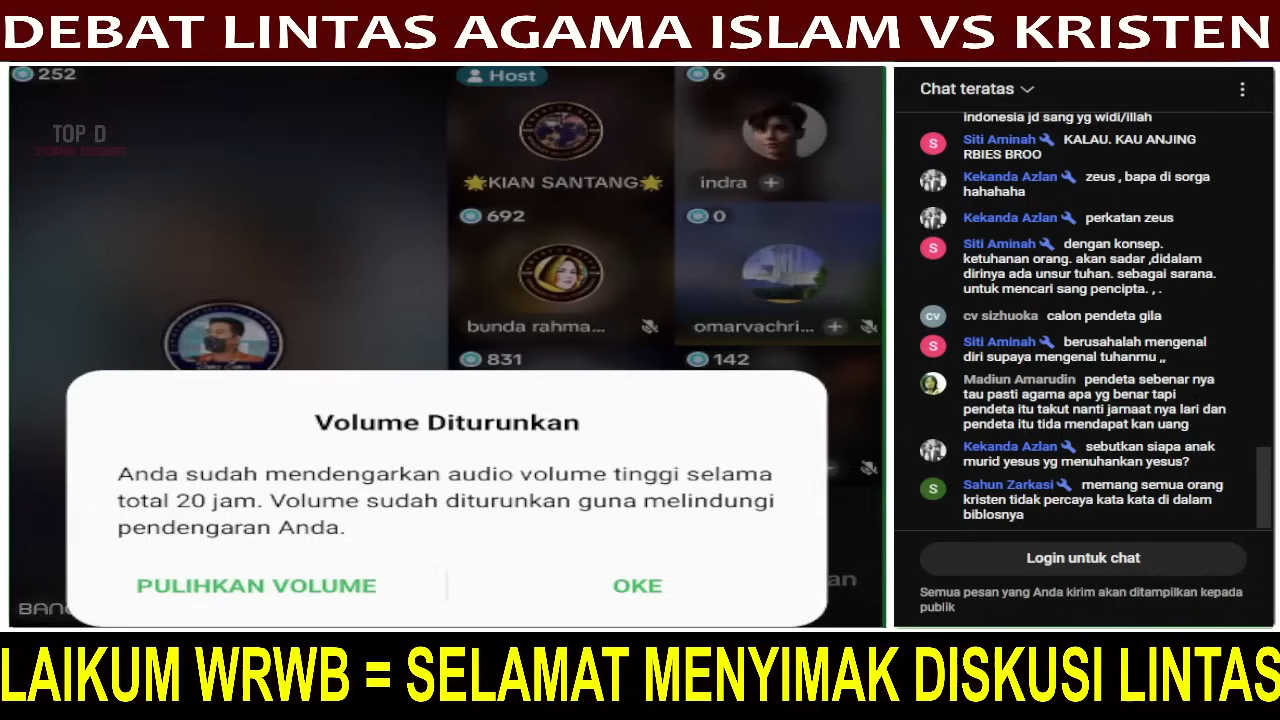 DEBAT LINTAS AGAMA ISLAM VS KRISTEN
252
TOP D
TOPIK DEBAT
Host
🌟KIAN SANTANG🌟
6
indra +
692
bunda rahma...
0
omarvachri... +
831
142
Volume Diturunkan
Anda sudah mendengarkan audio volume tinggi selama
total 20 jam. Volume sudah diturunkan guna melindungi
pendengaran Anda.
PULIHKAN VOLUME
OKE
an
BANG
Chat teratas
indonesia jd sang yg widi/illah
S Siti Aminah KALAU. KAU ANJING
RBIES BROO
Kekanda Azlan zeus , bapa di sorga
hahahaha
Kekanda Azlan perkatan zeus
S Siti Aminah dengan konsep.
ketuhanan orang. akan sadar ,didalam
dirinya ada unsur tuhan. sebagai sarana.
untuk mencari sang pencipta. , .
CV cv sizhuoka calon pendeta gila
S Siti Aminah berusahalah mengenal
diri supaya mengenal tuhanmu ,,
Madiun Amarudin pendeta sebenar nya
tau pasti agama apa yg benar tapi
pendeta itu takut nanti jamaat nya lari dan
pendeta itu tida mendapat kan uang
Kekanda Azlan sebutkan siapa anak
murid yesus yg menuhankan yesus?
S Sahun Zarkasi memang semua orang
kristen tidak percaya kata kata di dalam
biblosnya
Login untuk chat
Semua pesan yang Anda kirim akan ditampilkan kepada
publik
LAIKUM WRWB = SELAMAT MENYIMAK DISKUSI LINTAS